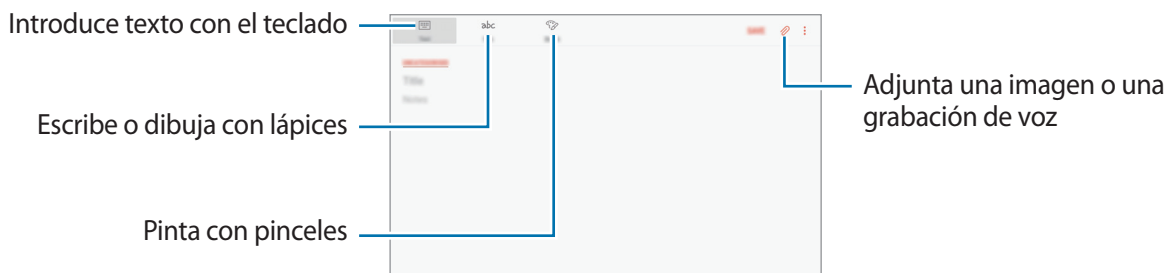 Introduce texto con el teclado
abc
SAVE
Title
Notes
Escribe o dibuja con lápices
Adjunta una imagen o una
grabación de voz
Pinta con pinceles